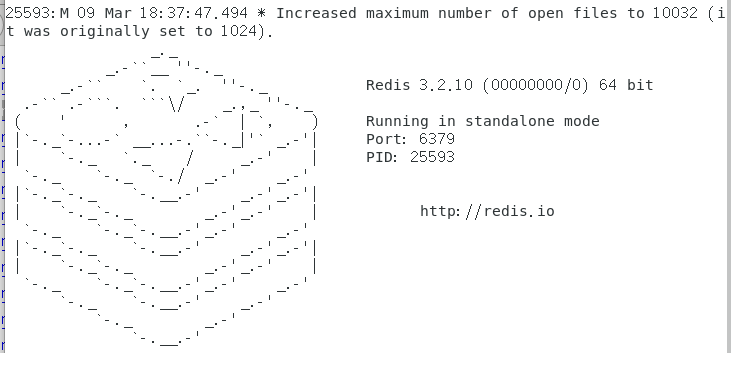 25593:M 09 Mar 18:37:47.494 * Increased maximum number of open files to 10032 (i
t was originally set to 1024).
Redis 3.2.10 (00000000/0) 64 bit
Running in standalone mode
Port: 6379
PID: 25593
http://redis.io